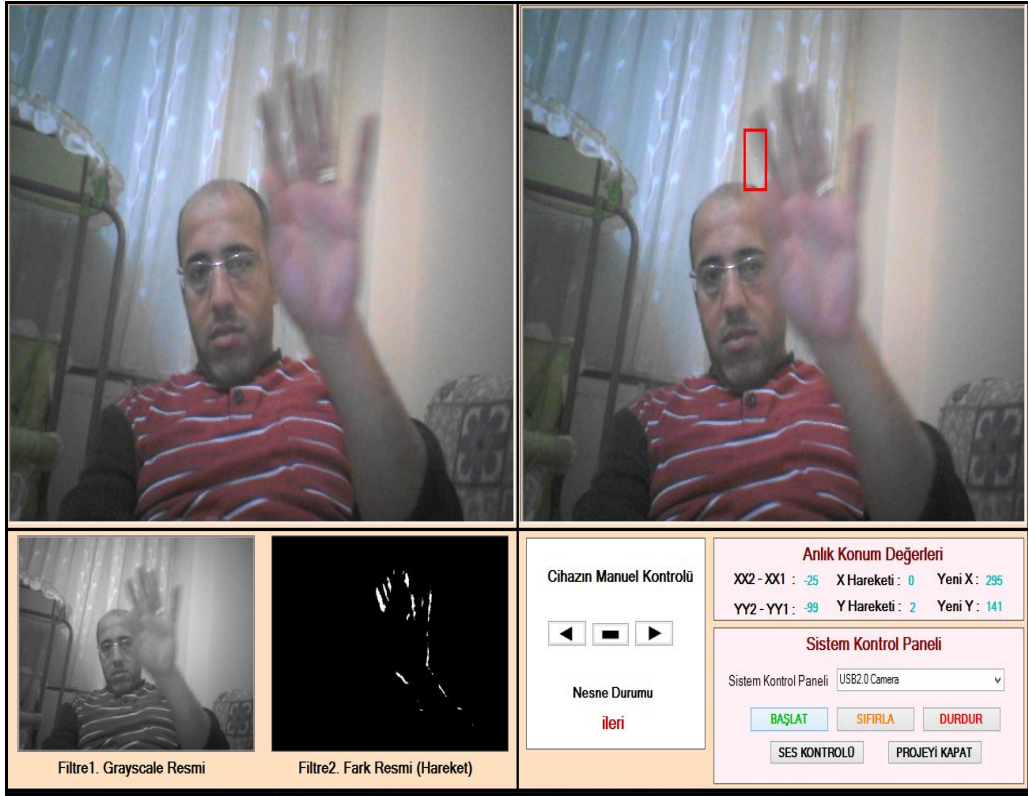 Filtre1. Grayscale Resmi
Filtre2. Fark Resmi (Hareket)
Cihazın Manuel Kontrolü
Nesne Durumu
ileri
Anlık Konum Değerleri
XX2 - XX1 : -25 X Hareketi : 0 Yeni X : 295
YY2 - YY1 : -99 Y Hareketi : 2 Yeni Y : 141
Sistem Kontrol Paneli
Sistem Kontrol Paneli USB2.0 Camera
BAŞLAT SIFIRLA DURDUR
SES KONTROLÜ PROJEYİ KAPAT